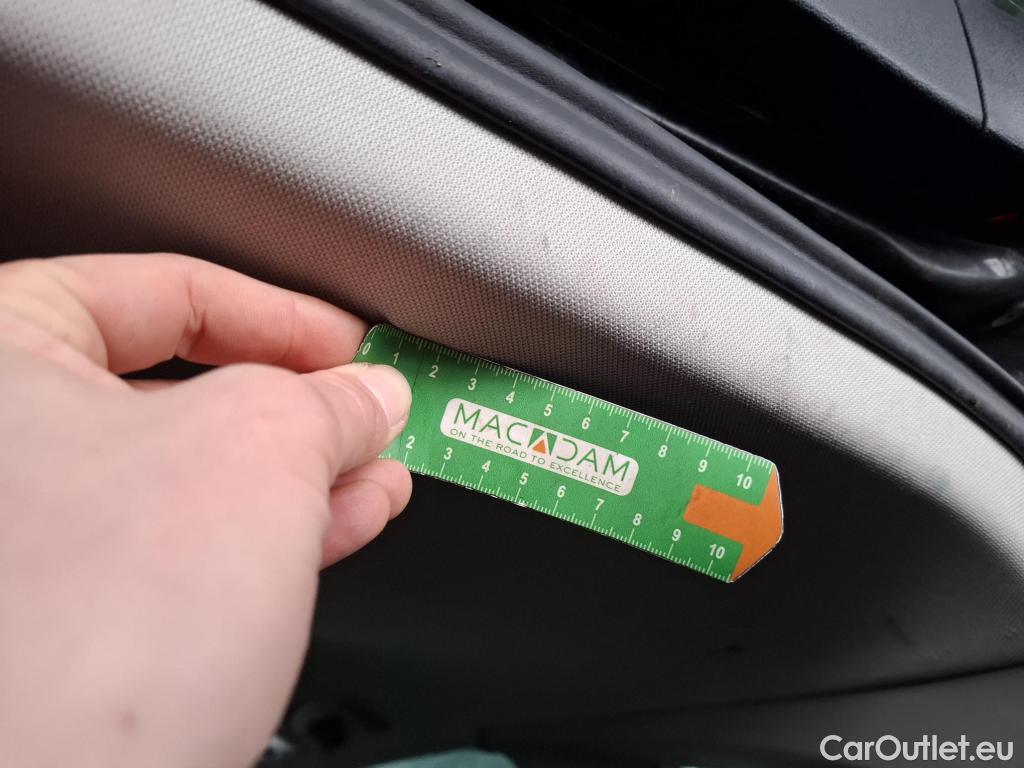 0 1 2 3 4 5 6 7 8 9 10
MACADAM
ON THE ROAD TO EXCELLENCE
2 3 4 5 6 7 8 9 10
CarOutlet.eu